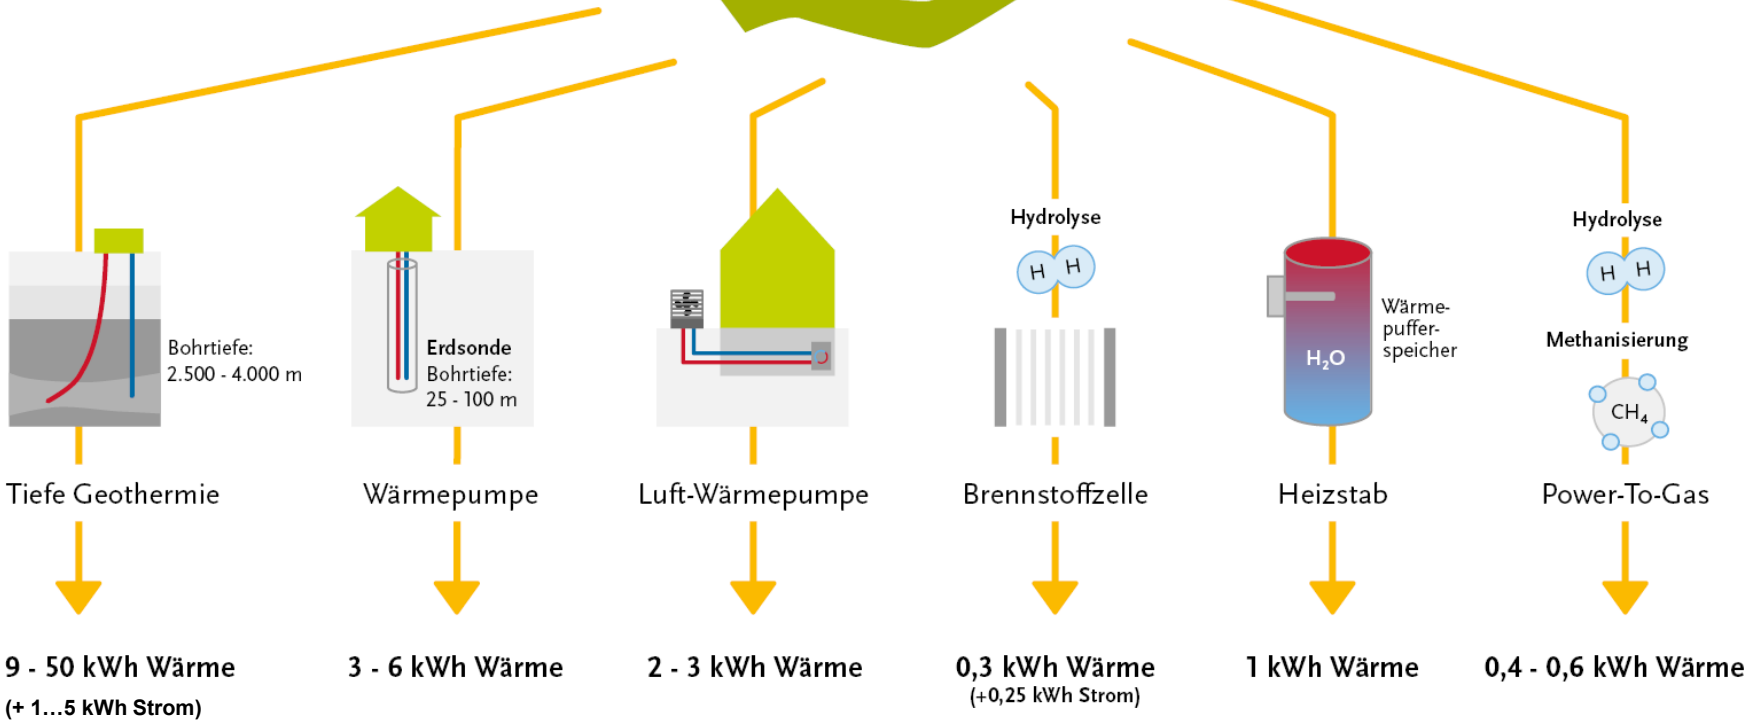 Hydrolyse
H H
Hydrolyse
H H
Bohrtiefe:
2.500 - 4.000 m
Erdsonde
Bohrtiefe:
25 - 100 m
H₂O
Wärme-
puffer-
speicher
Methanisierung
CH₄
Tiefe Geothermie
Wärmepumpe
Luft-Wärmepumpe
Brennstoffzelle
Heizstab
Power-To-Gas
9 - 50 kWh Wärme
(+ 1...5 kWh Strom)
3 - 6 kWh Wärme
2 - 3 kWh Wärme
0,3 kWh Wärme
(+0,25 kWh Strom)
1 kWh Wärme
0,4 - 0,6 kWh Wärme